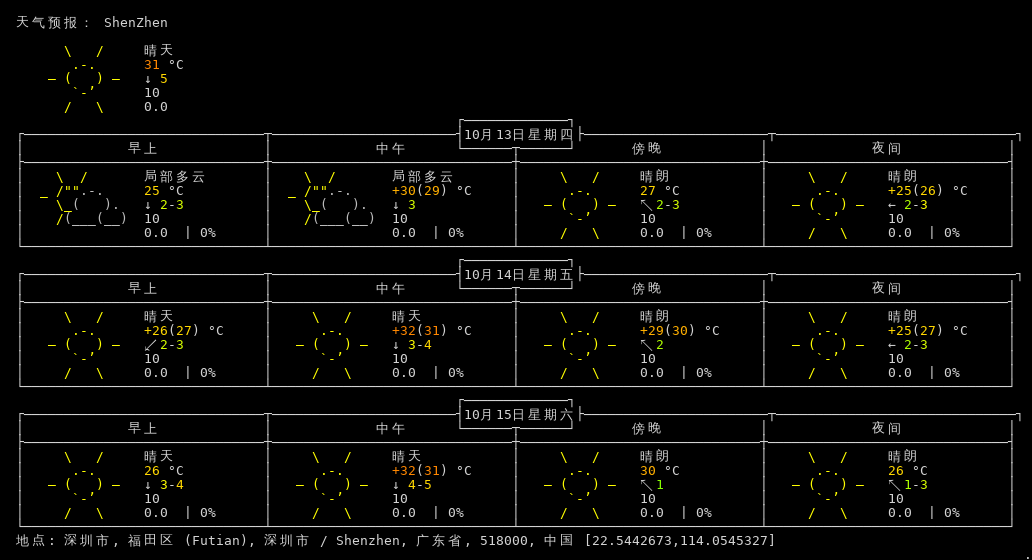 天气预报： ShenZhen
晴天
31 °C
↓ 5
10
0.0
10月13日星期四
早上 中午 傍晚 夜间
局部多云 局部多云 晴朗 晴朗
25 °C +30(29) °C 27 °C +25(26) °C
↓ 2-3 ↓ 3 ↖ 2-3 ← 2-3
10 10 10 10
0.0 | 0% 0.0 | 0% 0.0 | 0% 0.0 | 0%
10月14日星期五
早上 中午 傍晚 夜间
晴天 晴天 晴朗 晴朗
+26(27) °C +32(31) °C +29(30) °C +25(27) °C
↙ 2-3 ↓ 3-4 ↖ 2 ← 2-3
10 10 10 10
0.0 | 0% 0.0 | 0% 0.0 | 0% 0.0 | 0%
10月15日星期六
早上 中午 傍晚 夜间
晴天 晴天 晴朗 晴朗
26 °C +32(31) °C 30 °C 26 °C
↓ 3-4 ↓ 4-5 ↖ 1 ↖ 1-3
10 10 10 10
0.0 | 0% 0.0 | 0% 0.0 | 0% 0.0 | 0%
地点: 深圳市, 福田区 (Futian), 深圳市 / Shenzhen, 广东省, 518000, 中国 [22.5442673,114.0545327]